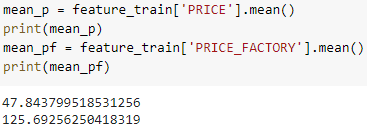 mean_p = feature_train['PRICE'].mean()
print(mean_p)
mean_pf = feature_train['PRICE_FACTORY'].mean()
print(mean_pf)
47.843799518531256
125.69256250418319